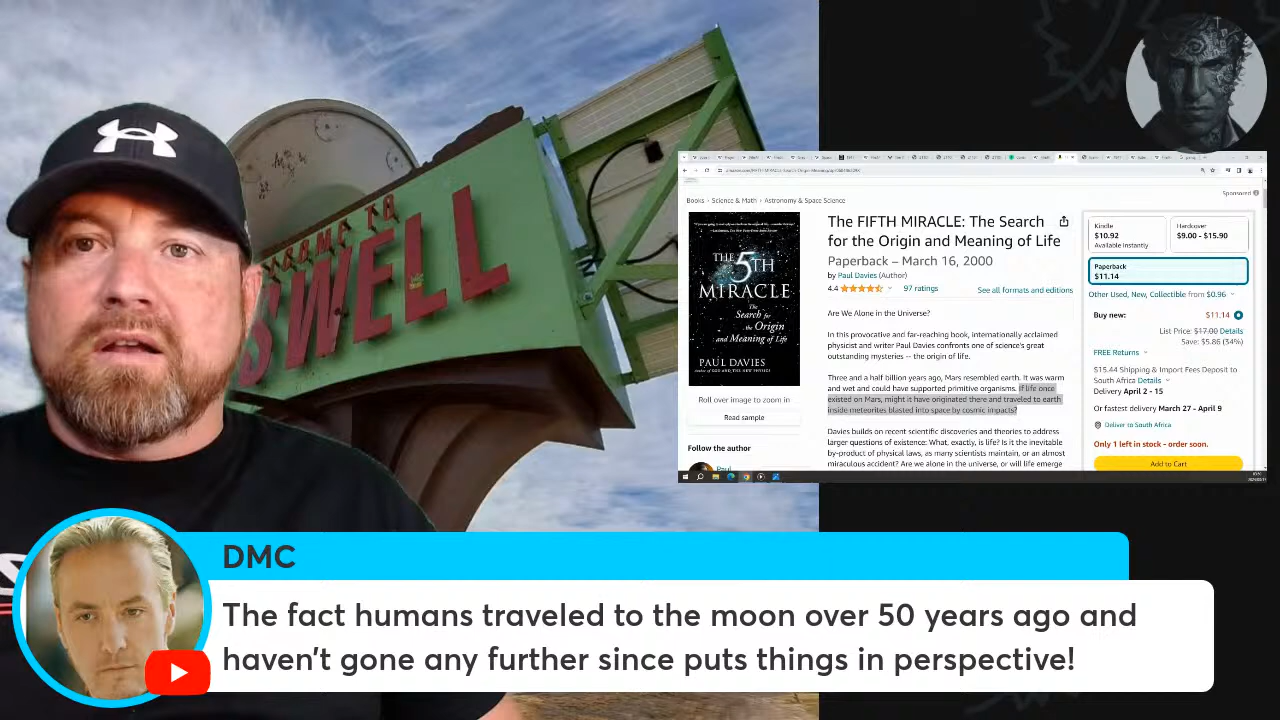 WELCOME TO
SWELL
Books › Science & Math › Astronomy & Space Science
Sponsored
"THE
5TH
MIRACLE
The
Search for
the Origin
and Meaning of Life
PAUL DAVIES
Roll over image to zoom in
Read sample
Follow the author
Paul
The FIFTH MIRACLE: The Search
for the Origin and Meaning of Life
Paperback – March 16, 2000
by Paul Davies (Author)
4.4
97 ratings
See all formats and editions
Are We Alone in the Universe?
In this provocative and far-reaching book, internationally acclaimed
physicist and writer Paul Davies confronts one of science's great
outstanding mysteries -- the origin of life.
Three and a half billion years ago, Mars resembled earth. It was warm
and wet and could have supported primitive organisms. If life once
existed on Mars, might it have originated there and traveled to earth
inside meteorites blasted into space by cosmic impacts?
Davies builds on recent scientific discoveries and theories to address
larger questions of existence: What, exactly, is life? Is it the inevitable
by-product of physical laws, as many scientists maintain, or an almost
miraculous accident? Are we alone in the universe, or will life emerge
Kindle
$10.92
Available instantly
Hardcover
$9.00 - $15.90
Paperback
$11.14
Other Used, New, Collectible from $0.96
Buy new:
$11.14
List Price: $17.00 Details
Save: $5.86 (34%)
FREE Returns
$15.44 Shipping & Import Fees Deposit to
South Africa Details
Delivery April 2 - 15
Or fastest delivery March 27 - April 9
Deliver to South Africa
Only 1 left in stock - order soon.
Add to Cart
DMC
The fact humans traveled to the moon over 50 years ago and
haven't gone any further since puts things in perspective!